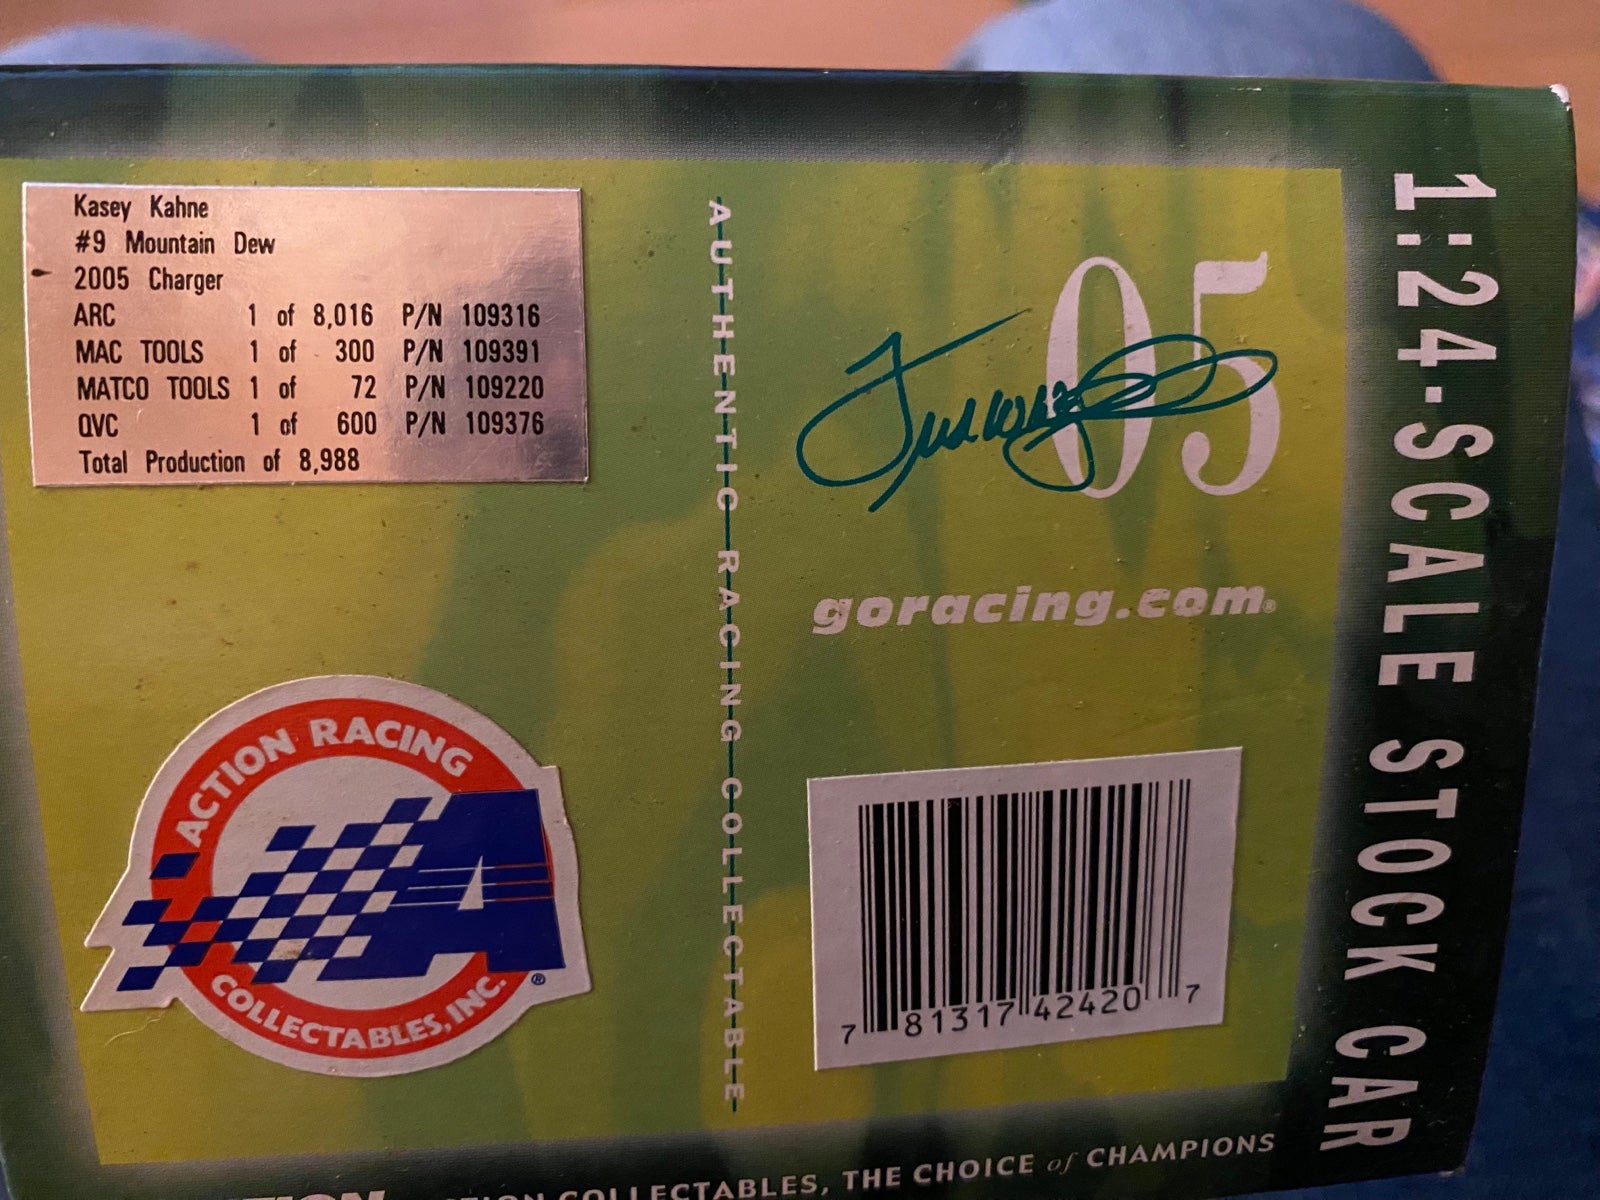 Kasey Kahne
#9 Mountain Dew
2005 Charger
ARC 1 of 8,016 P/N 109316
MAC TOOLS 1 of 300 P/N 109391
MATCO TOOLS 1 of 72 P/N 109220
QVC 1 of 600 P/N 109376
Total Production of 8,988
AUTHENTIC RACING COLLECTABLE
05
goracing.com®
1:24-SCALE STOCK CAR
ACTION RACING
A
COLLECTABLES, INC.
®
7 81317 42420 7
COLLECTABLES, THE CHOICE of CHAMPIONS